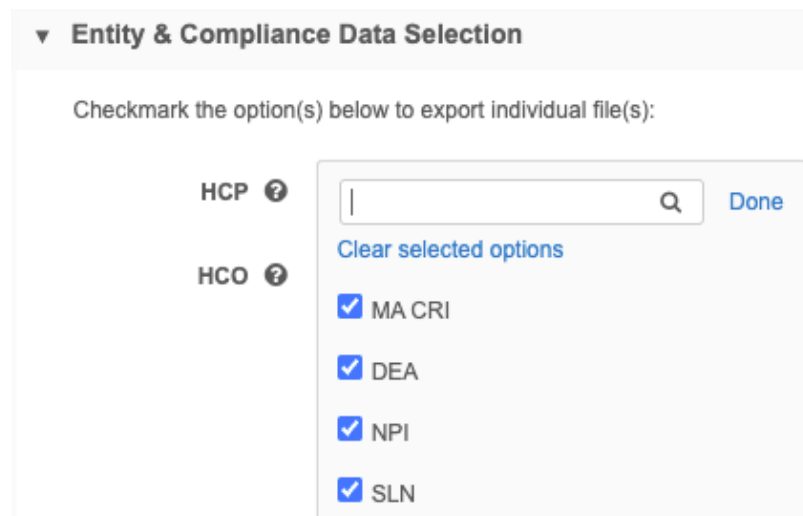 Entity & Compliance Data Selection
Checkmark the option(s) below to export individual file(s):
HCP
Done
Clear selected options
HCO
MA CRI
DEA
NPI
SLN